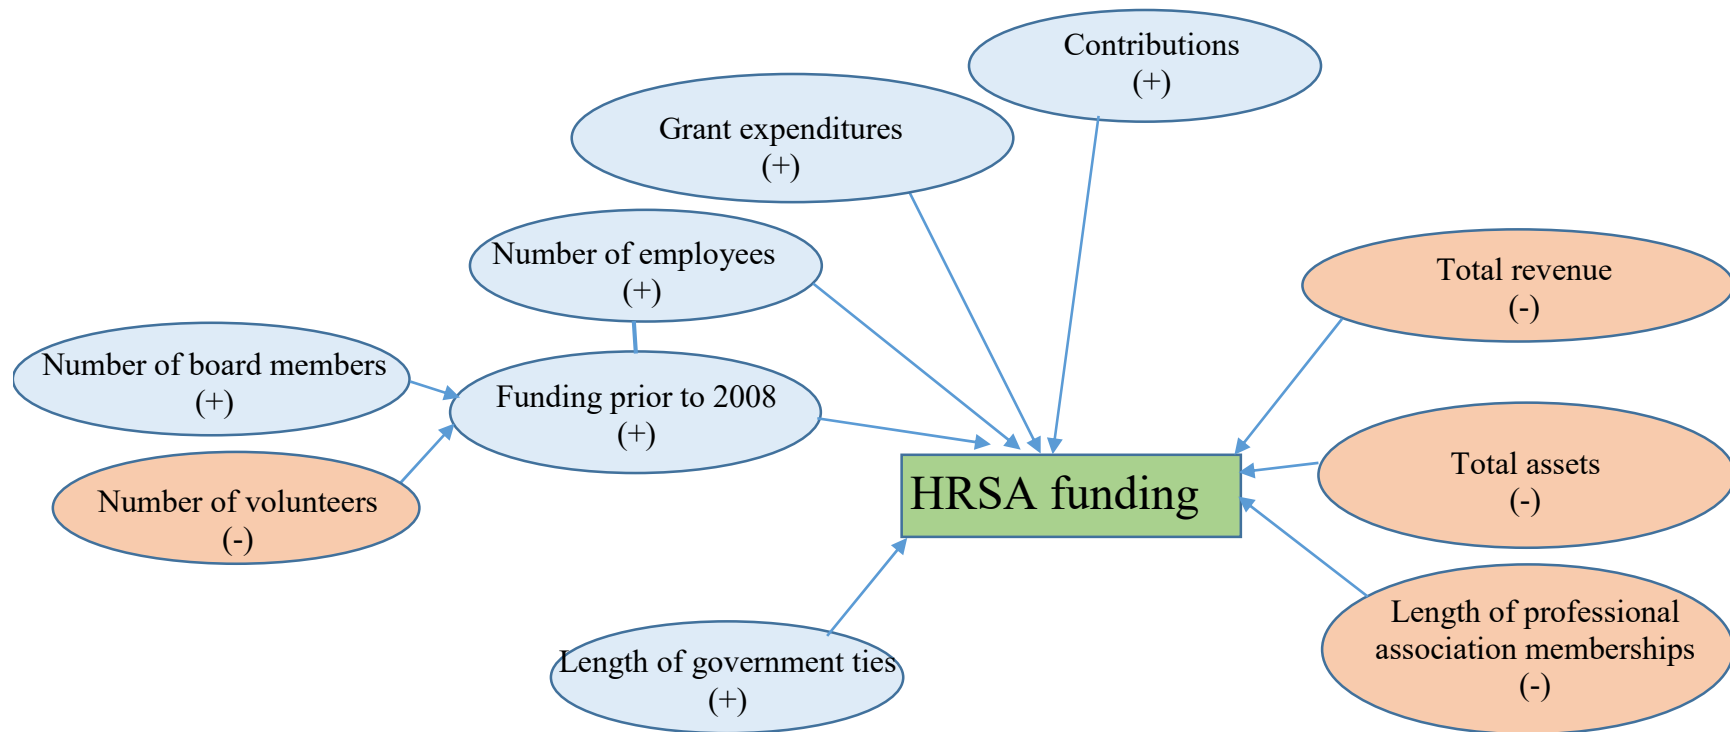 Contributions
(+)
Grant expenditures
(+)
Number of employees
(+)
Total revenue
(-)
Number of board members
(+)
Funding prior to 2008
(+)
Total assets
(-)
Number of volunteers
(-)
HRSA funding
Length of professional
association memberships
(-)
Length of government ties
(+)